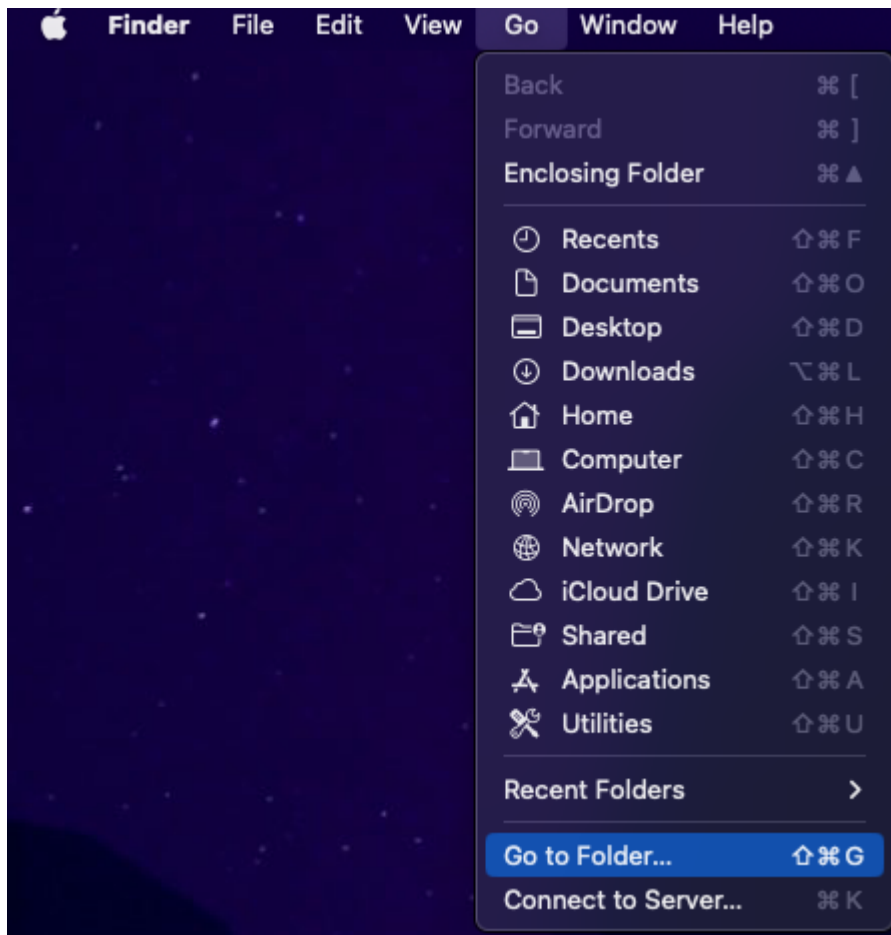 Finder File Edit View Go Window Help
Back ⌘ [
Forward ⌘ ]
Enclosing Folder ⌘ ▲
Recents ⇧ ⌘ F
Documents ⇧ ⌘ O
Desktop ⇧ ⌘ D
Downloads ⌥ ⌘ L
Home ⇧ ⌘ H
Computer ⇧ ⌘ C
AirDrop ⇧ ⌘ R
Network ⇧ ⌘ K
iCloud Drive ⇧ ⌘ I
Shared ⇧ ⌘ S
Applications ⇧ ⌘ A
Utilities ⇧ ⌘ U
Recent Folders >
Go to Folder... ⇧ ⌘ G
Connect to Server... ⌘ K